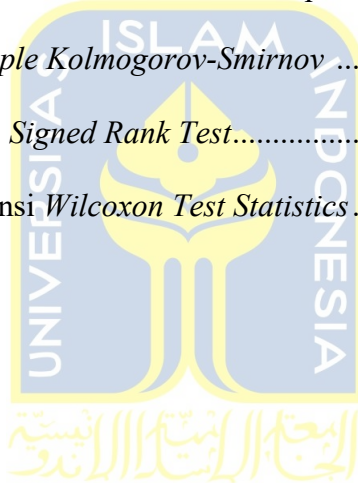 ple Kolmogorov-Smirnov ...
Signed Rank Test.................
nsi Wilcoxon Test Statistics.
UNIVERSITAS ISLAM INDONESIA